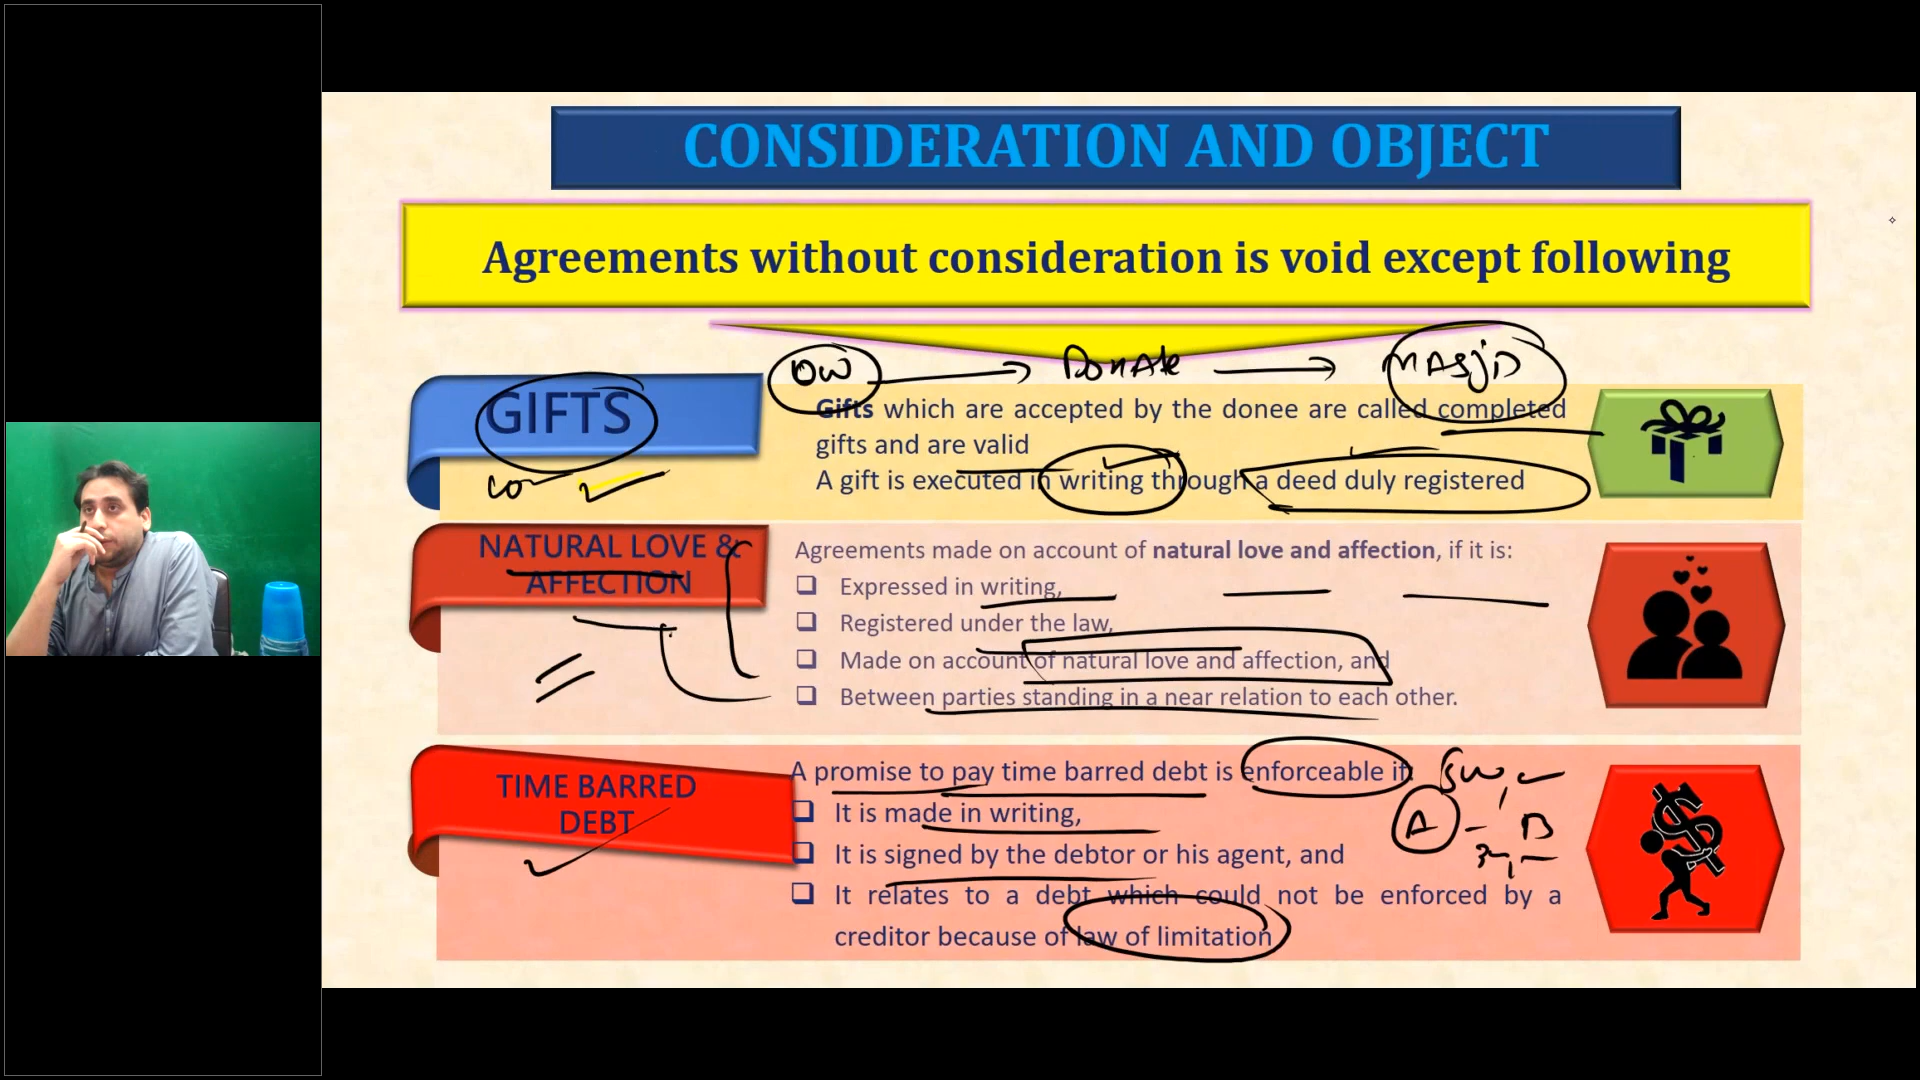 CONSIDERATION AND OBJECT
Agreements without consideration is void except following
OW → DONAte → MASjiD
GIFTS
Gifts which are accepted by the donee are called completed
gifts and are valid
A gift is executed in writing through a deed duly registered
NATURAL LOVE &
AFFECTION
Agreements made on account of natural love and affection, if it is:
❑ Expressed in writing,
❑ Registered under the law,
❑ Made on account of natural love and affection, and
❑ Between parties standing in a near relation to each other.
TIME BARRED
DEBT
A promise to pay time barred debt is enforceable if:
❑ It is made in writing,
A - B
❑ It is signed by the debtor or his agent, and
❑ It relates to a debt which could not be enforced by a
creditor because of law of limitation